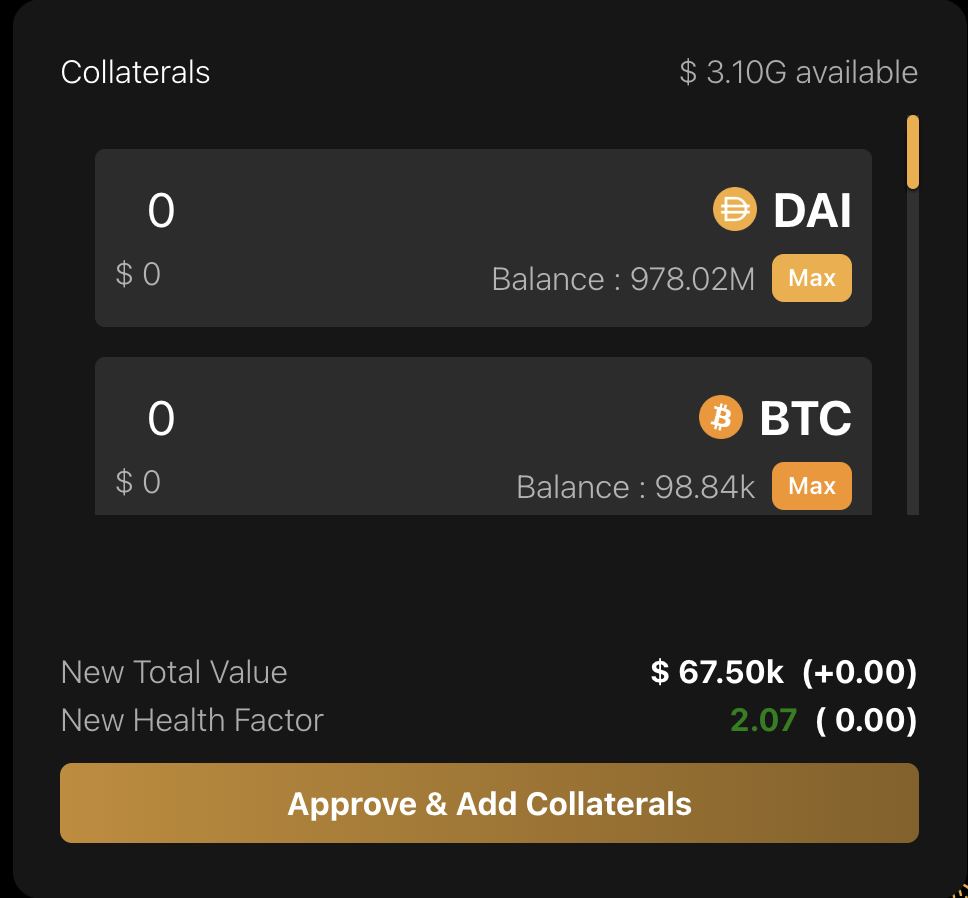 Collaterals $ 3.10G available
0 DAI
$ 0 Balance : 978.02M Max
0 BTC
$ 0 Balance : 98.84k Max
New Total Value $ 67.50k (+0.00)
New Health Factor 2.07 ( 0.00)
Approve & Add Collaterals